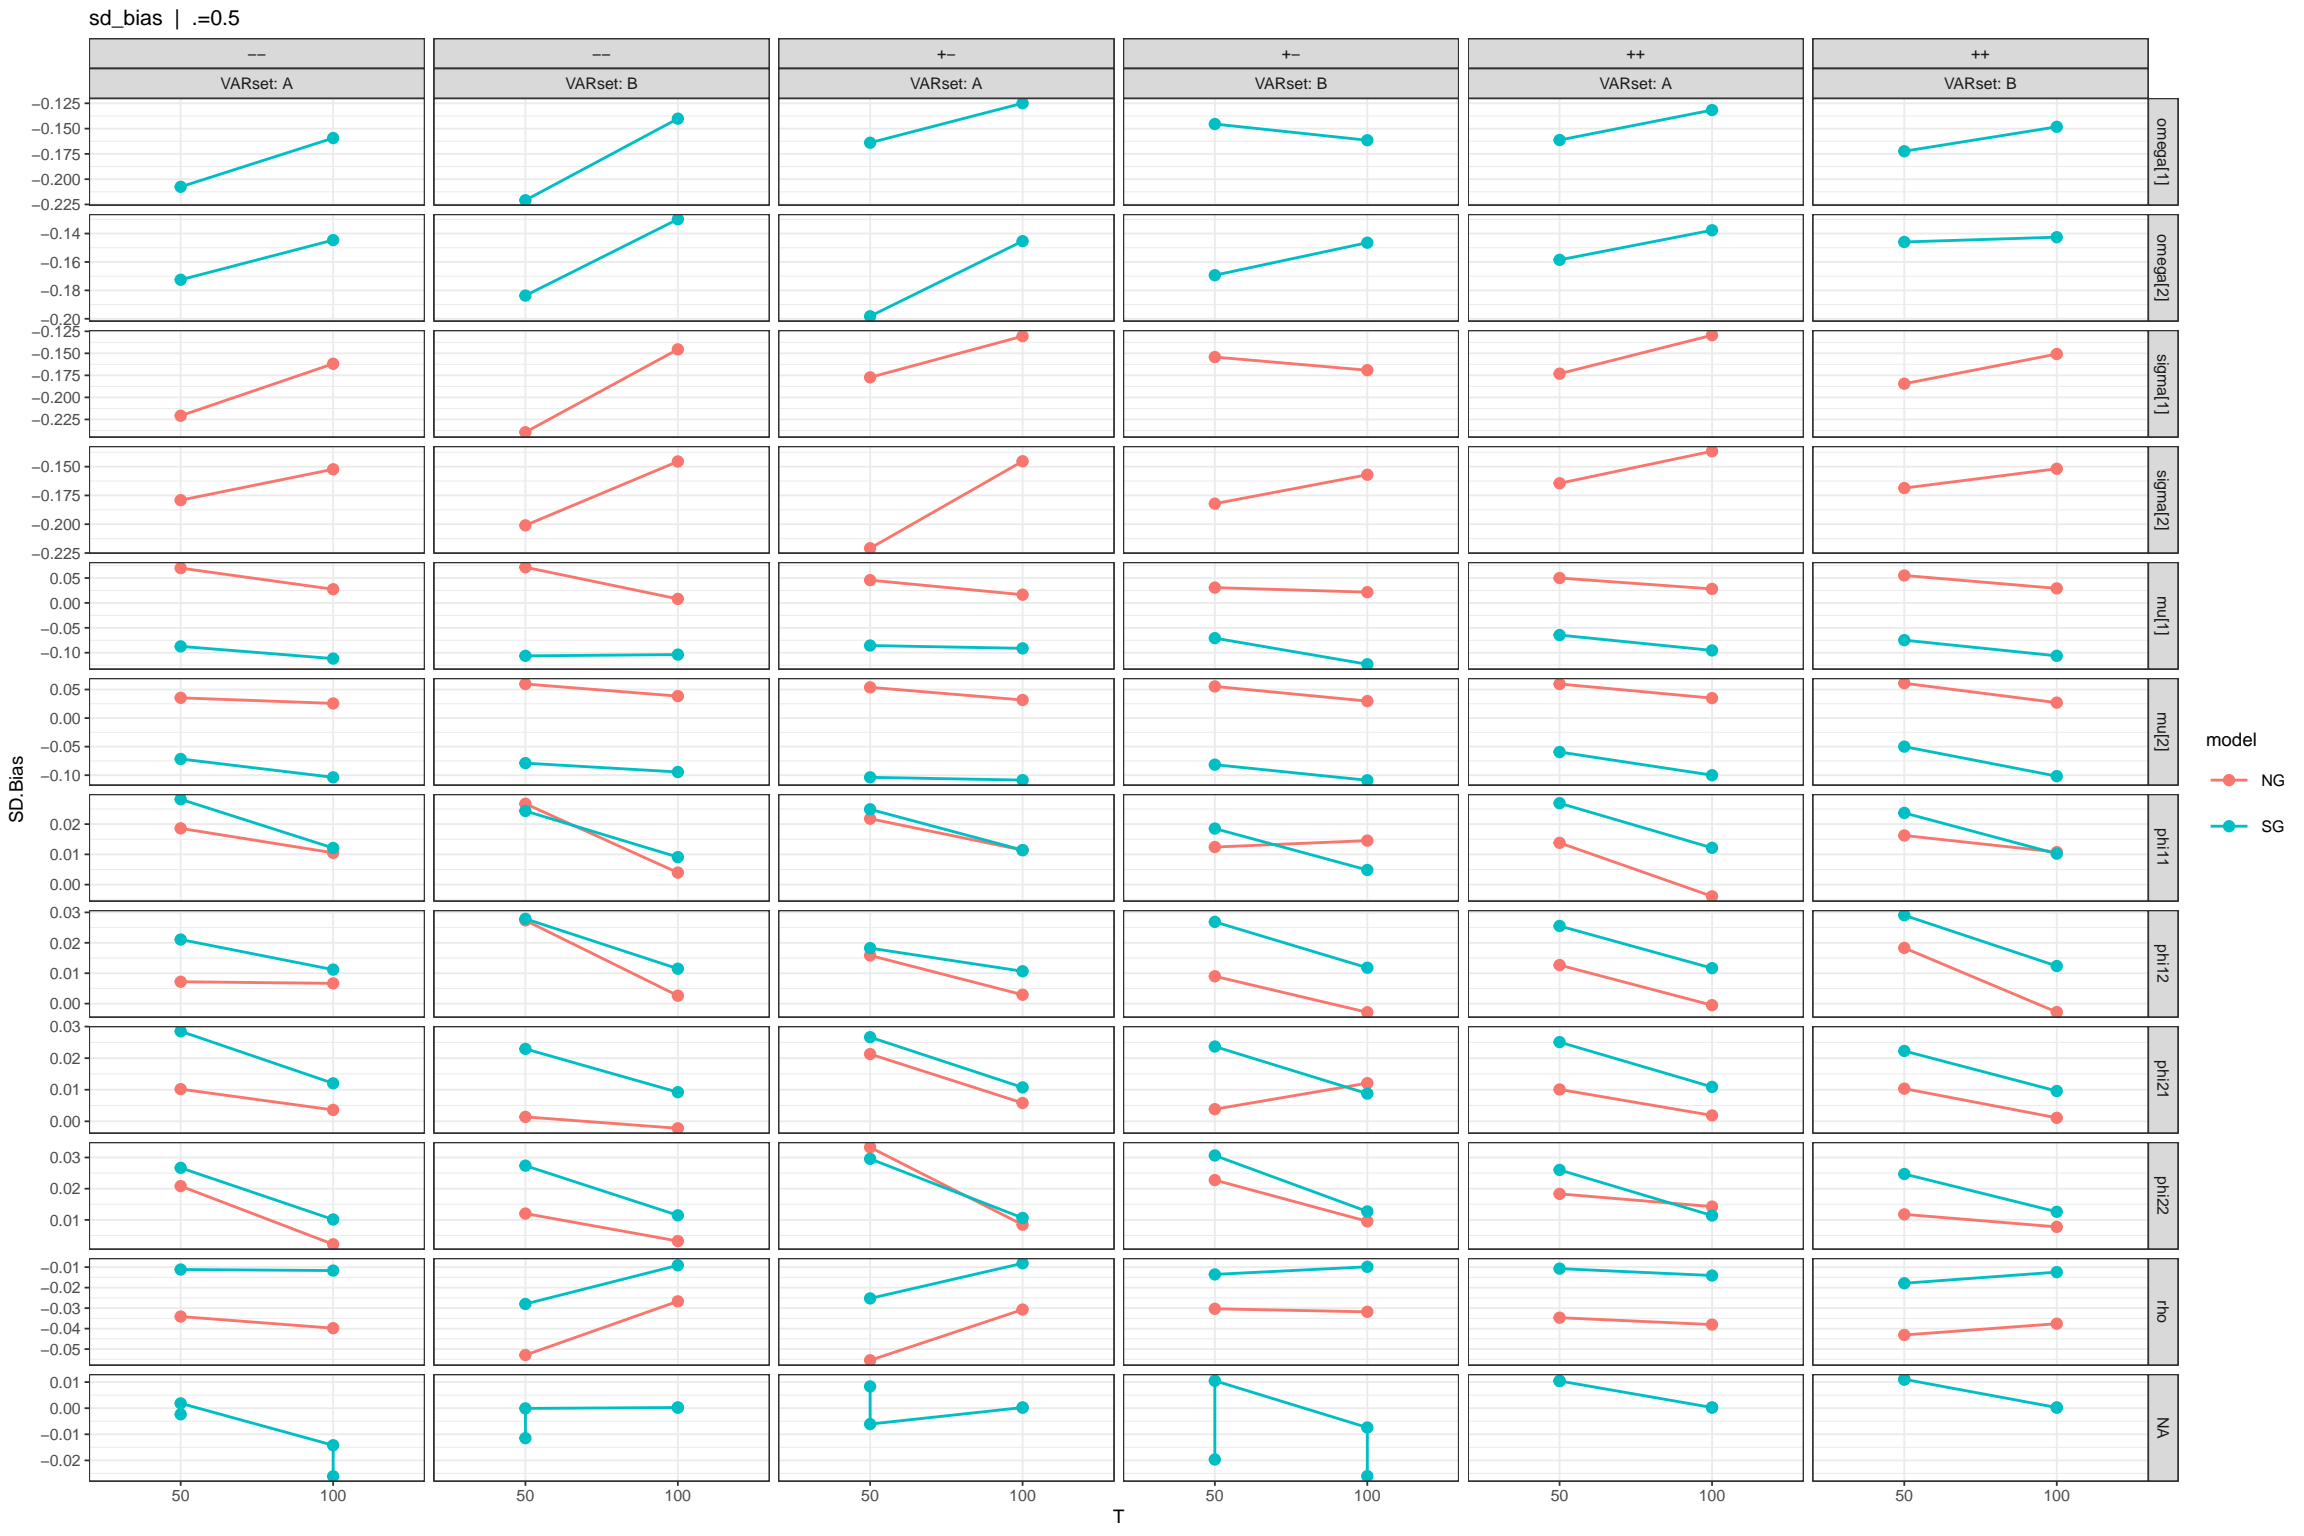 sd_bias | .=0.5
−− −− +− +− ++ ++
VARset: A VARset: B VARset: A VARset: B VARset: A VARset: B
−0.125
−0.150
−0.175
−0.200
−0.225
omega[1]
−0.14
−0.16
−0.18
−0.20
omega[2]
−0.125
−0.150
−0.175
−0.200
−0.225
sigma[1]
−0.150
−0.175
−0.200
−0.225
sigma[2]
0.05
0.00
−0.05
−0.10
mu[1]
0.05
0.00
−0.05
−0.10
mu[2]
0.02
0.01
0.00
phi11
0.03
0.02
0.01
0.00
phi12
0.03
0.02
0.01
0.00
phi21
0.03
0.02
0.01
phi22
−0.01
−0.02
−0.03
−0.04
−0.05
rho
0.01
0.00
−0.01
−0.02
NA
50 100 50 100 50 100 50 100 50 100 50 100
T
SD.Bias
model
NG
SG